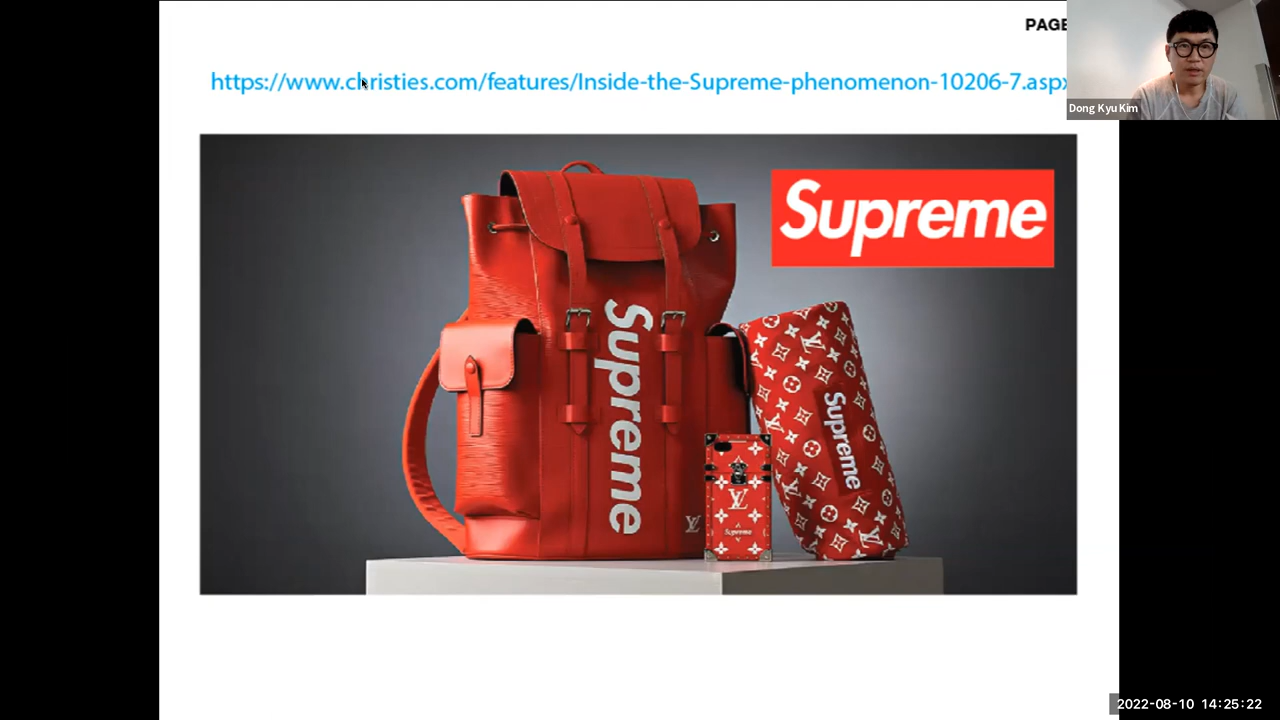 PAGE
https://www.christies.com/features/Inside-the-Supreme-phenomenon-10206-7.aspx
Dong Kyu Kim
Supreme
Supreme
Supreme
Supreme
2022-08-10 14:25:22